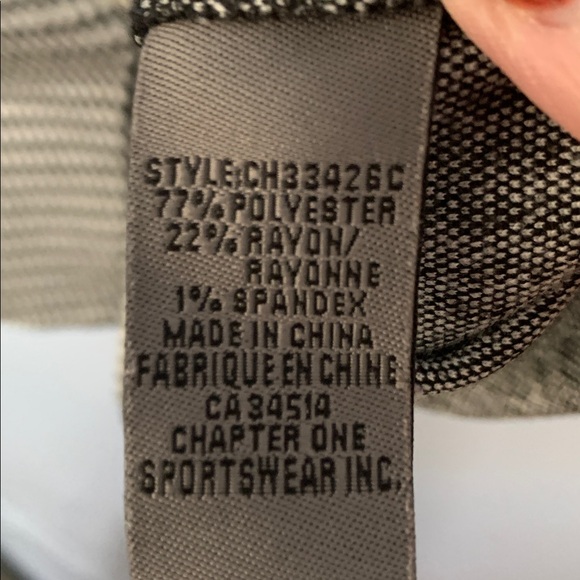 STYLE:CH33426C
77% POLYESTER
22% RAYON/
RAYONNE
1% SPANDEX
MADE IN CHINA
FABRIQUE EN CHINE
CA 34514
CHAPTER ONE
SPORTSWEAR INC.